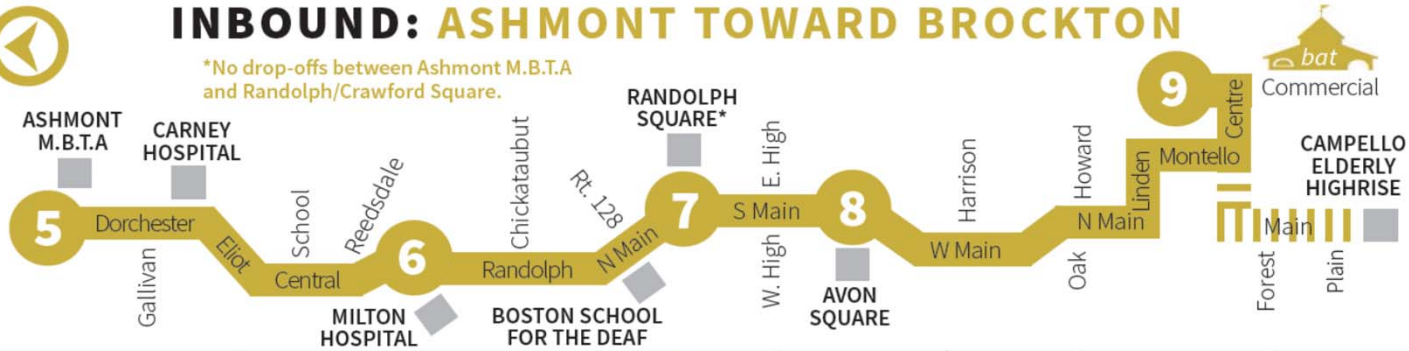 INBOUND: ASHMONT TOWARD BROCKTON
*No drop-offs between Ashmont M.B.T.A
and Randolph/Crawford Square.
bat
Commercial
ASHMONT
M.B.T.A
CARNEY
HOSPITAL
RANDOLPH
SQUARE*
CAMPELLO
ELDERLY
HIGHRISE
5
Dorchester
Gallivan
Eliot
School
Central
Reedsdale
6
MILTON
HOSPITAL
Chickataubut
Randolph
Rt. 128
N Main
BOSTON SCHOOL
FOR THE DEAF
7
S Main
E. High
W. High
8
AVON
SQUARE
W Main
Harrison
N Main
Howard
Oak
Linden
Montello
9
Centre
Main
Forest
Plain